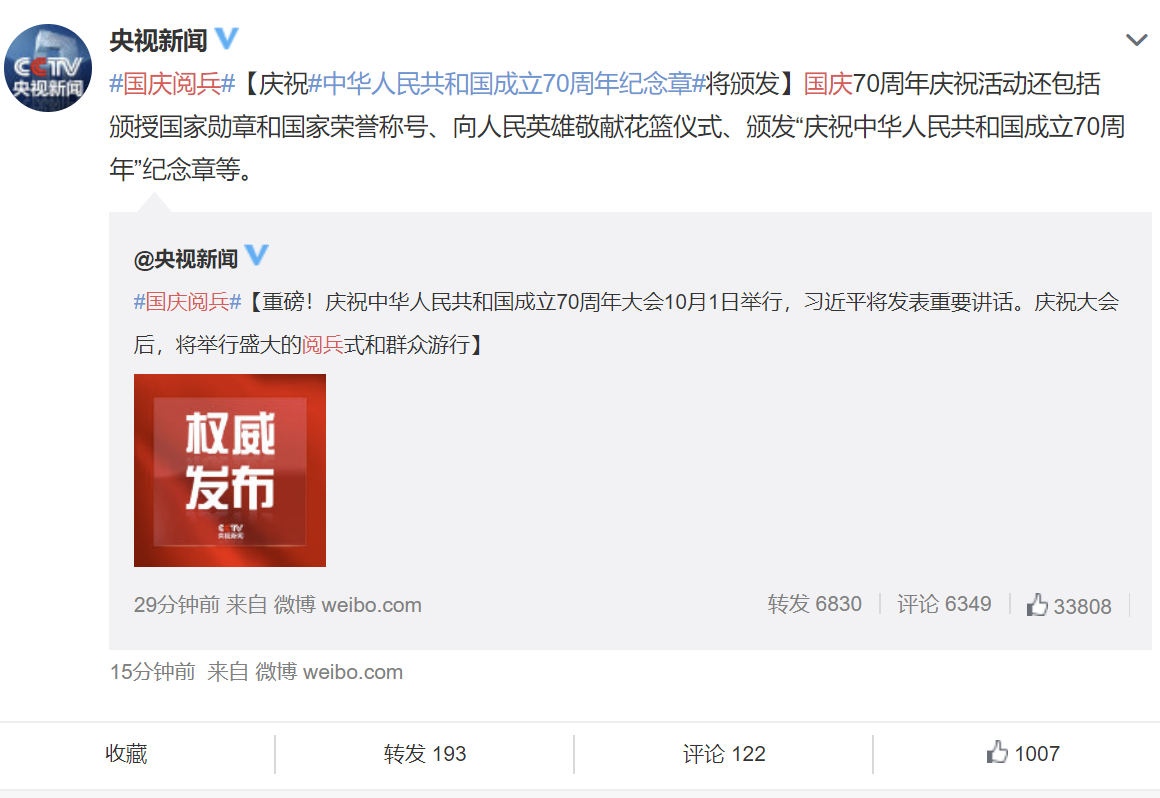 央视新闻
CCTV
央视新闻
#国庆阅兵#【庆祝#中华人民共和国成立70周年纪念章#将颁发】国庆70周年庆祝活动还包括
颁授国家勋章和国家荣誉称号、向人民英雄敬献花篮仪式、颁发“庆祝中华人民共和国成立70周
年”纪念章等。
@央视新闻
#国庆阅兵#【重磅！庆祝中华人民共和国成立70周年大会10月1日举行，习近平将发表重要讲话。庆祝大会
后，将举行盛大的阅兵式和群众游行】
权威
发布
CCTV
央视新闻
29分钟前 来自 微博 weibo.com 转发 6830 评论 6349 33808
15分钟前 来自 微博 weibo.com
收藏 转发 193 评论 122 1007